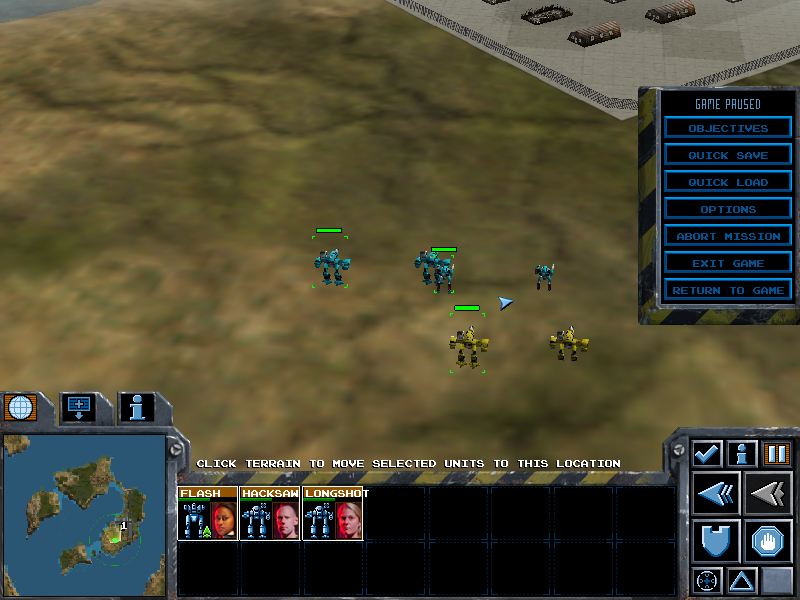 GAME PAUSED
OBJECTIVES
QUICK SAVE
QUICK LOAD
OPTIONS
ABORT MISSION
EXIT GAME
RETURN TO GAME
CLICK TERRAIN TO MOVE SELECTED UNITS TO THIS LOCATION
FLASH HACKSAW LONGSHOT
1